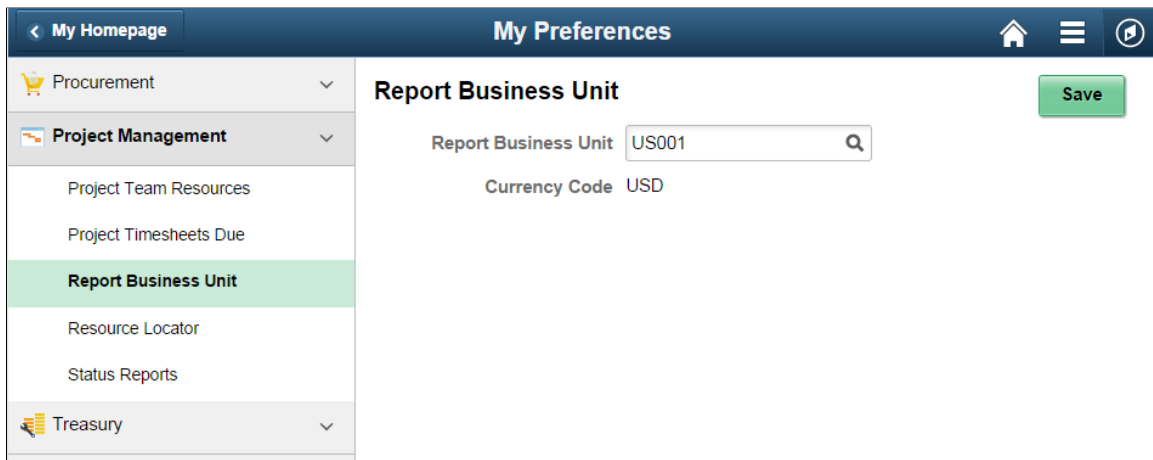 My Homepage
My Preferences
Procurement
Project Management
Project Team Resources
Project Timesheets Due
Report Business Unit
Resource Locator
Status Reports
Treasury
Report Business Unit
Save
Report Business Unit US001
Currency Code USD